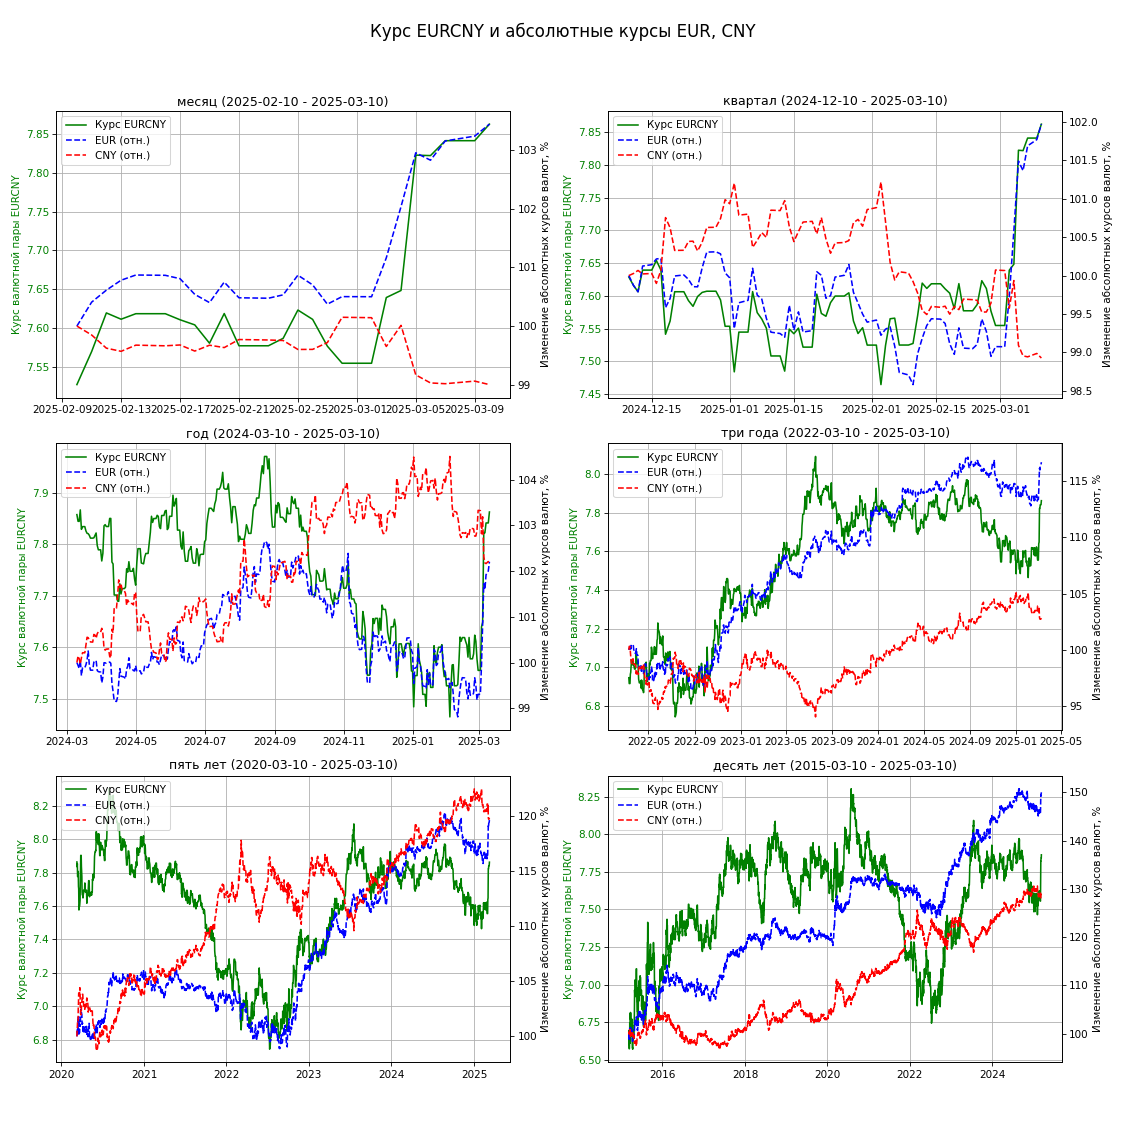 Курс EURCNY и абсолютные курсы EUR, CNY
месяц (2025-02-10 - 2025-03-10)
Курс EURCNY
EUR (отн.)
CNY (отн.)
Курс валютной пары EURCNY
Изменение абсолютных курсов валют, %
7.85
7.80
7.75
7.70
7.65
7.60
7.55
103
102
101
100
99
2025-02-09 2025-02-13 2025-02-17 2025-02-21 2025-02-25 2025-03-01 2025-03-05 2025-03-09
квартал (2024-12-10 - 2025-03-10)
Курс EURCNY
EUR (отн.)
CNY (отн.)
Курс валютной пары EURCNY
Изменение абсолютных курсов валют, %
7.85
7.80
7.75
7.70
7.65
7.60
7.55
7.50
7.45
102.0
101.5
101.0
100.5
100.0
99.5
99.0
98.5
2024-12-15 2025-01-01 2025-01-15 2025-02-01 2025-02-15 2025-03-01
год (2024-03-10 - 2025-03-10)
Курс EURCNY
EUR (отн.)
CNY (отн.)
Курс валютной пары EURCNY
Изменение абсолютных курсов валют, %
7.9
7.8
7.7
7.6
7.5
104
103
102
101
100
99
2024-03 2024-05 2024-07 2024-09 2024-11 2025-01 2025-03
три года (2022-03-10 - 2025-03-10)
Курс EURCNY
EUR (отн.)
CNY (отн.)
Курс валютной пары EURCNY
Изменение абсолютных курсов валют, %
8.0
7.8
7.6
7.4
7.2
7.0
6.8
115
110
105
100
95
2022-05 2022-09 2023-01 2023-05 2023-09 2024-01 2024-05 2024-09 2025-01 2025-05
пять лет (2020-03-10 - 2025-03-10)
Курс EURCNY
EUR (отн.)
CNY (отн.)
Курс валютной пары EURCNY
Изменение абсолютных курсов валют, %
8.2
8.0
7.8
7.6
7.4
7.2
7.0
6.8
120
115
110
105
100
2020 2021 2022 2023 2024 2025
десять лет (2015-03-10 - 2025-03-10)
Курс EURCNY
EUR (отн.)
CNY (отн.)
Курс валютной пары EURCNY
Изменение абсолютных курсов валют, %
8.25
8.00
7.75
7.50
7.25
7.00
6.75
6.50
150
140
130
120
110
100
2016 2018 2020 2022 2024